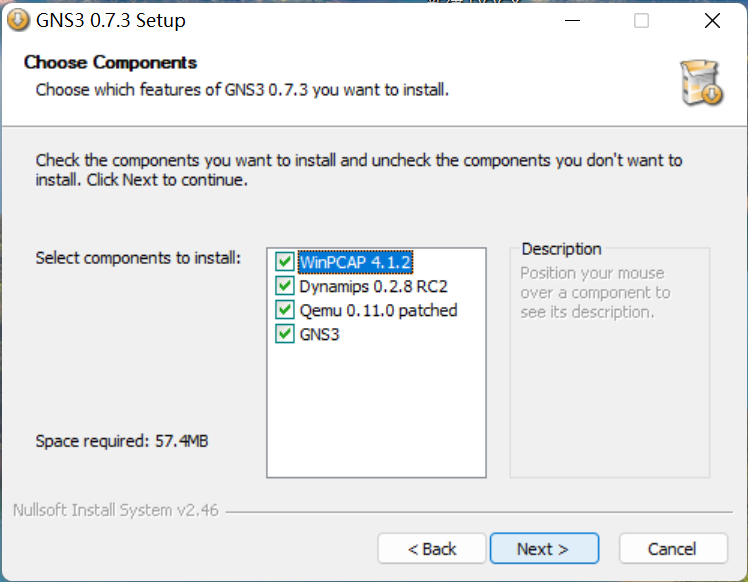 GNS3 0.7.3 Setup
Choose Components
Choose which features of GNS3 0.7.3 you want to install.
Check the components you want to install and uncheck the components you don't want to
install. Click Next to continue.
Select components to install:
WinPCAP 4.1.2
Dynamips 0.2.8 RC2
Qemu 0.11.0 patched
GNS3
Description
Position your mouse
over a component to
see its description.
Space required: 57.4MB
Nullsoft Install System v2.46
< Back
Next >
Cancel